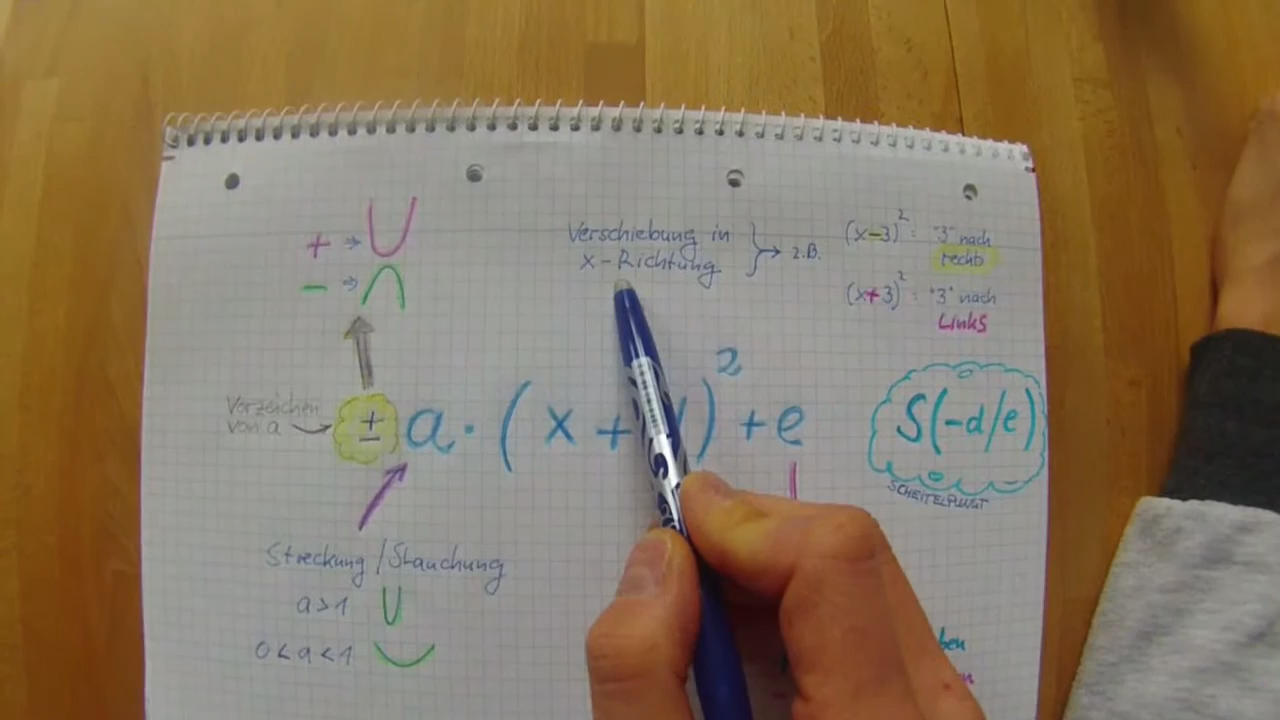 + ⇒
Verschiebung in
x-Richtung
→ z.B.
(x-3)² : "3" nach
rechts
(x+3)² : "3" nach
Links
- ⇒
Vorzeichen
von a
± a · (x+ )² + e
S(-d/e)
SCHEITELPUNKT
Streckung / Stauchung
a>1
0<a<1